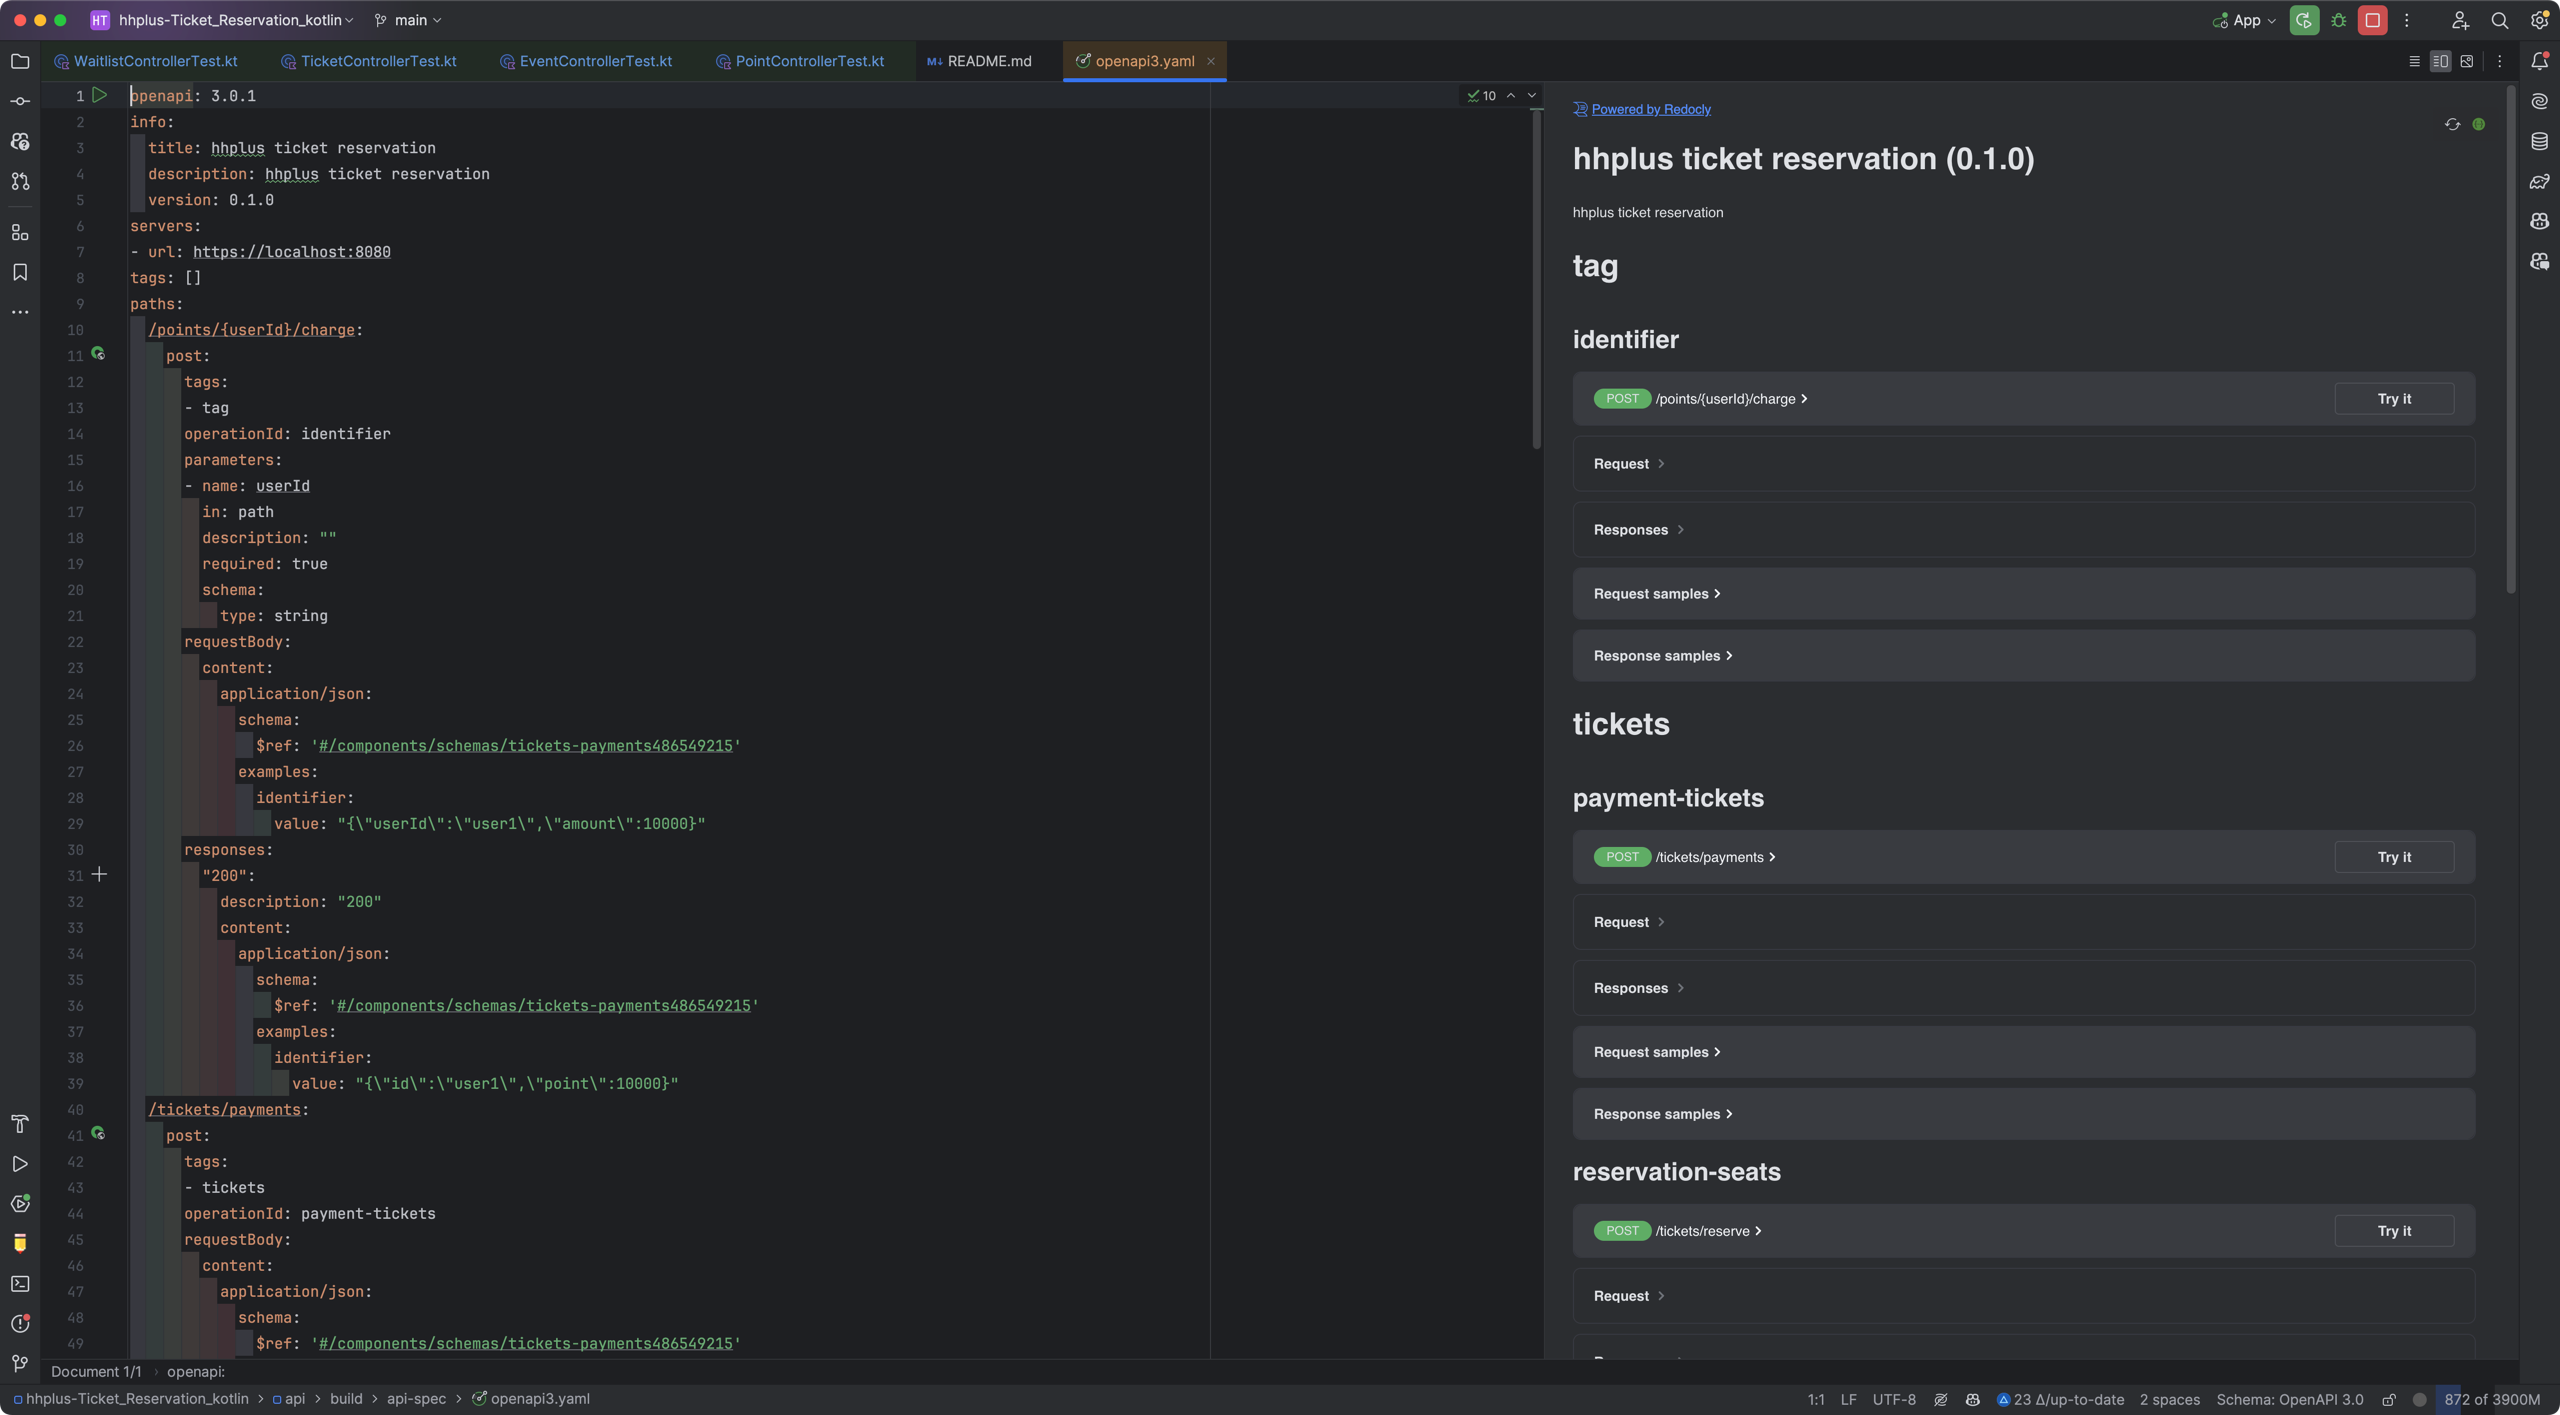 HT hhplus-Ticket_Reservation_kotlin main App
WaitlistControllerTest.kt TicketControllerTest.kt EventControllerTest.kt PointControllerTest.kt M↓ README.md openapi3.yaml
10
1 openapi: 3.0.1
2 info:
3 title: hhplus ticket reservation
4 description: hhplus ticket reservation
5 version: 0.1.0
6 servers:
7 - url: https://localhost:8080
8 tags: []
9 paths:
10 /points/{userId}/charge:
11 post:
12 tags:
13 - tag
14 operationId: identifier
15 parameters:
16 - name: userId
17 in: path
18 description: ""
19 required: true
20 schema:
21 type: string
22 requestBody:
23 content:
24 application/json:
25 schema:
26 $ref: '#/components/schemas/tickets-payments486549215'
27 examples:
28 identifier:
29 value: "{\"userId\":\"user1\",\"amount\":10000}"
30 responses:
31 "200":
32 description: "200"
33 content:
34 application/json:
35 schema:
36 $ref: '#/components/schemas/tickets-payments486549215'
37 examples:
38 identifier:
39 value: "{\"id\":\"user1\",\"point\":10000}"
40 /tickets/payments:
41 post:
42 tags:
43 - tickets
44 operationId: payment-tickets
45 requestBody:
46 content:
47 application/json:
48 schema:
49 $ref: '#/components/schemas/tickets-payments486549215'
Powered by Redocly
hhplus ticket reservation (0.1.0)
hhplus ticket reservation
tag
identifier
POST /points/{userId}/charge Try it
Request
Responses
Request samples
Response samples
tickets
payment-tickets
POST /tickets/payments Try it
Request
Responses
Request samples
Response samples
reservation-seats
POST /tickets/reserve Try it
Request
Document 1/1 › openapi:
hhplus-Ticket_Reservation_kotlin › api › build › api-spec › openapi3.yaml
1:1 LF UTF-8 23 Δ/up-to-date 2 spaces Schema: OpenAPI 3.0 872 of 3900M